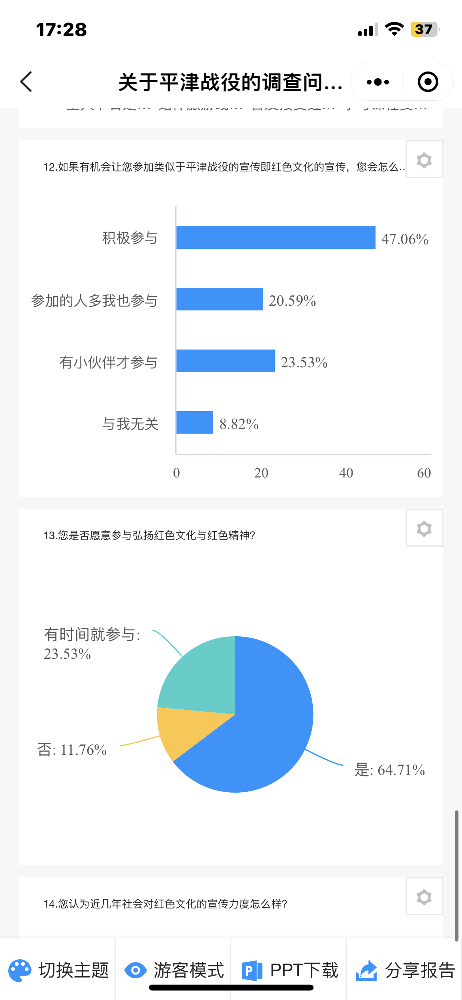 17:28
37
关于平津战役的调查问...
12.如果有机会让您参加类似于平津战役的宣传即红色文化的宣传，您会怎么..
积极参与
47.06%
参加的人多我也参与
20.59%
有小伙伴才参与
23.53%
与我无关
8.82%
0 20 40 60
13.您是否愿意参与弘扬红色文化与红色精神?
有时间就参与:
23.53%
否: 11.76%
是: 64.71%
14.您认为近几年社会对红色文化的宣传力度怎么样?
切换主题 游客模式 PPT下载 分享报告